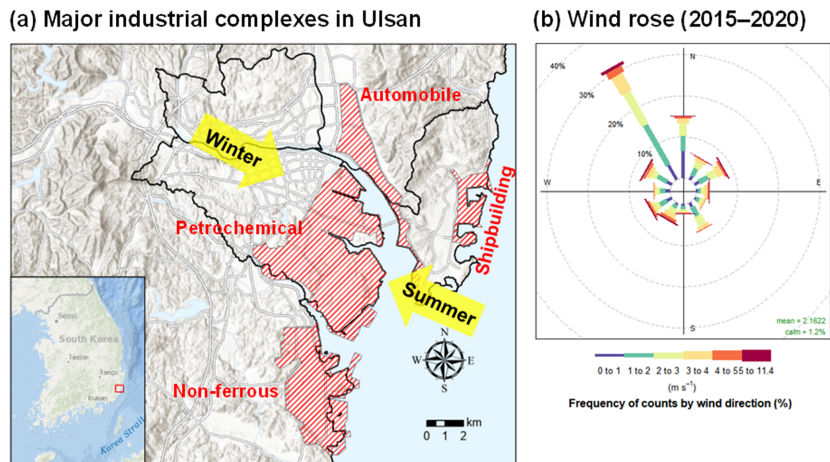 (a) Major industrial complexes in Ulsan
Automobile
Winter
Petrochemical
Shipbuilding
Summer
Non-ferrous
N
W E
S
km
0 1 2
Seoul
South Korea
Taejon
Taegu
Busan
Korea Strait
(b) Wind rose (2015–2020)
40%
30%
20%
10%
N
W
E
S
mean = 2.1622
calm = 1.2%
0 to 1 1 to 2 2 to 3 3 to 4 4 to 55 to 11.4
(m s⁻¹)
Frequency of counts by wind direction (%)